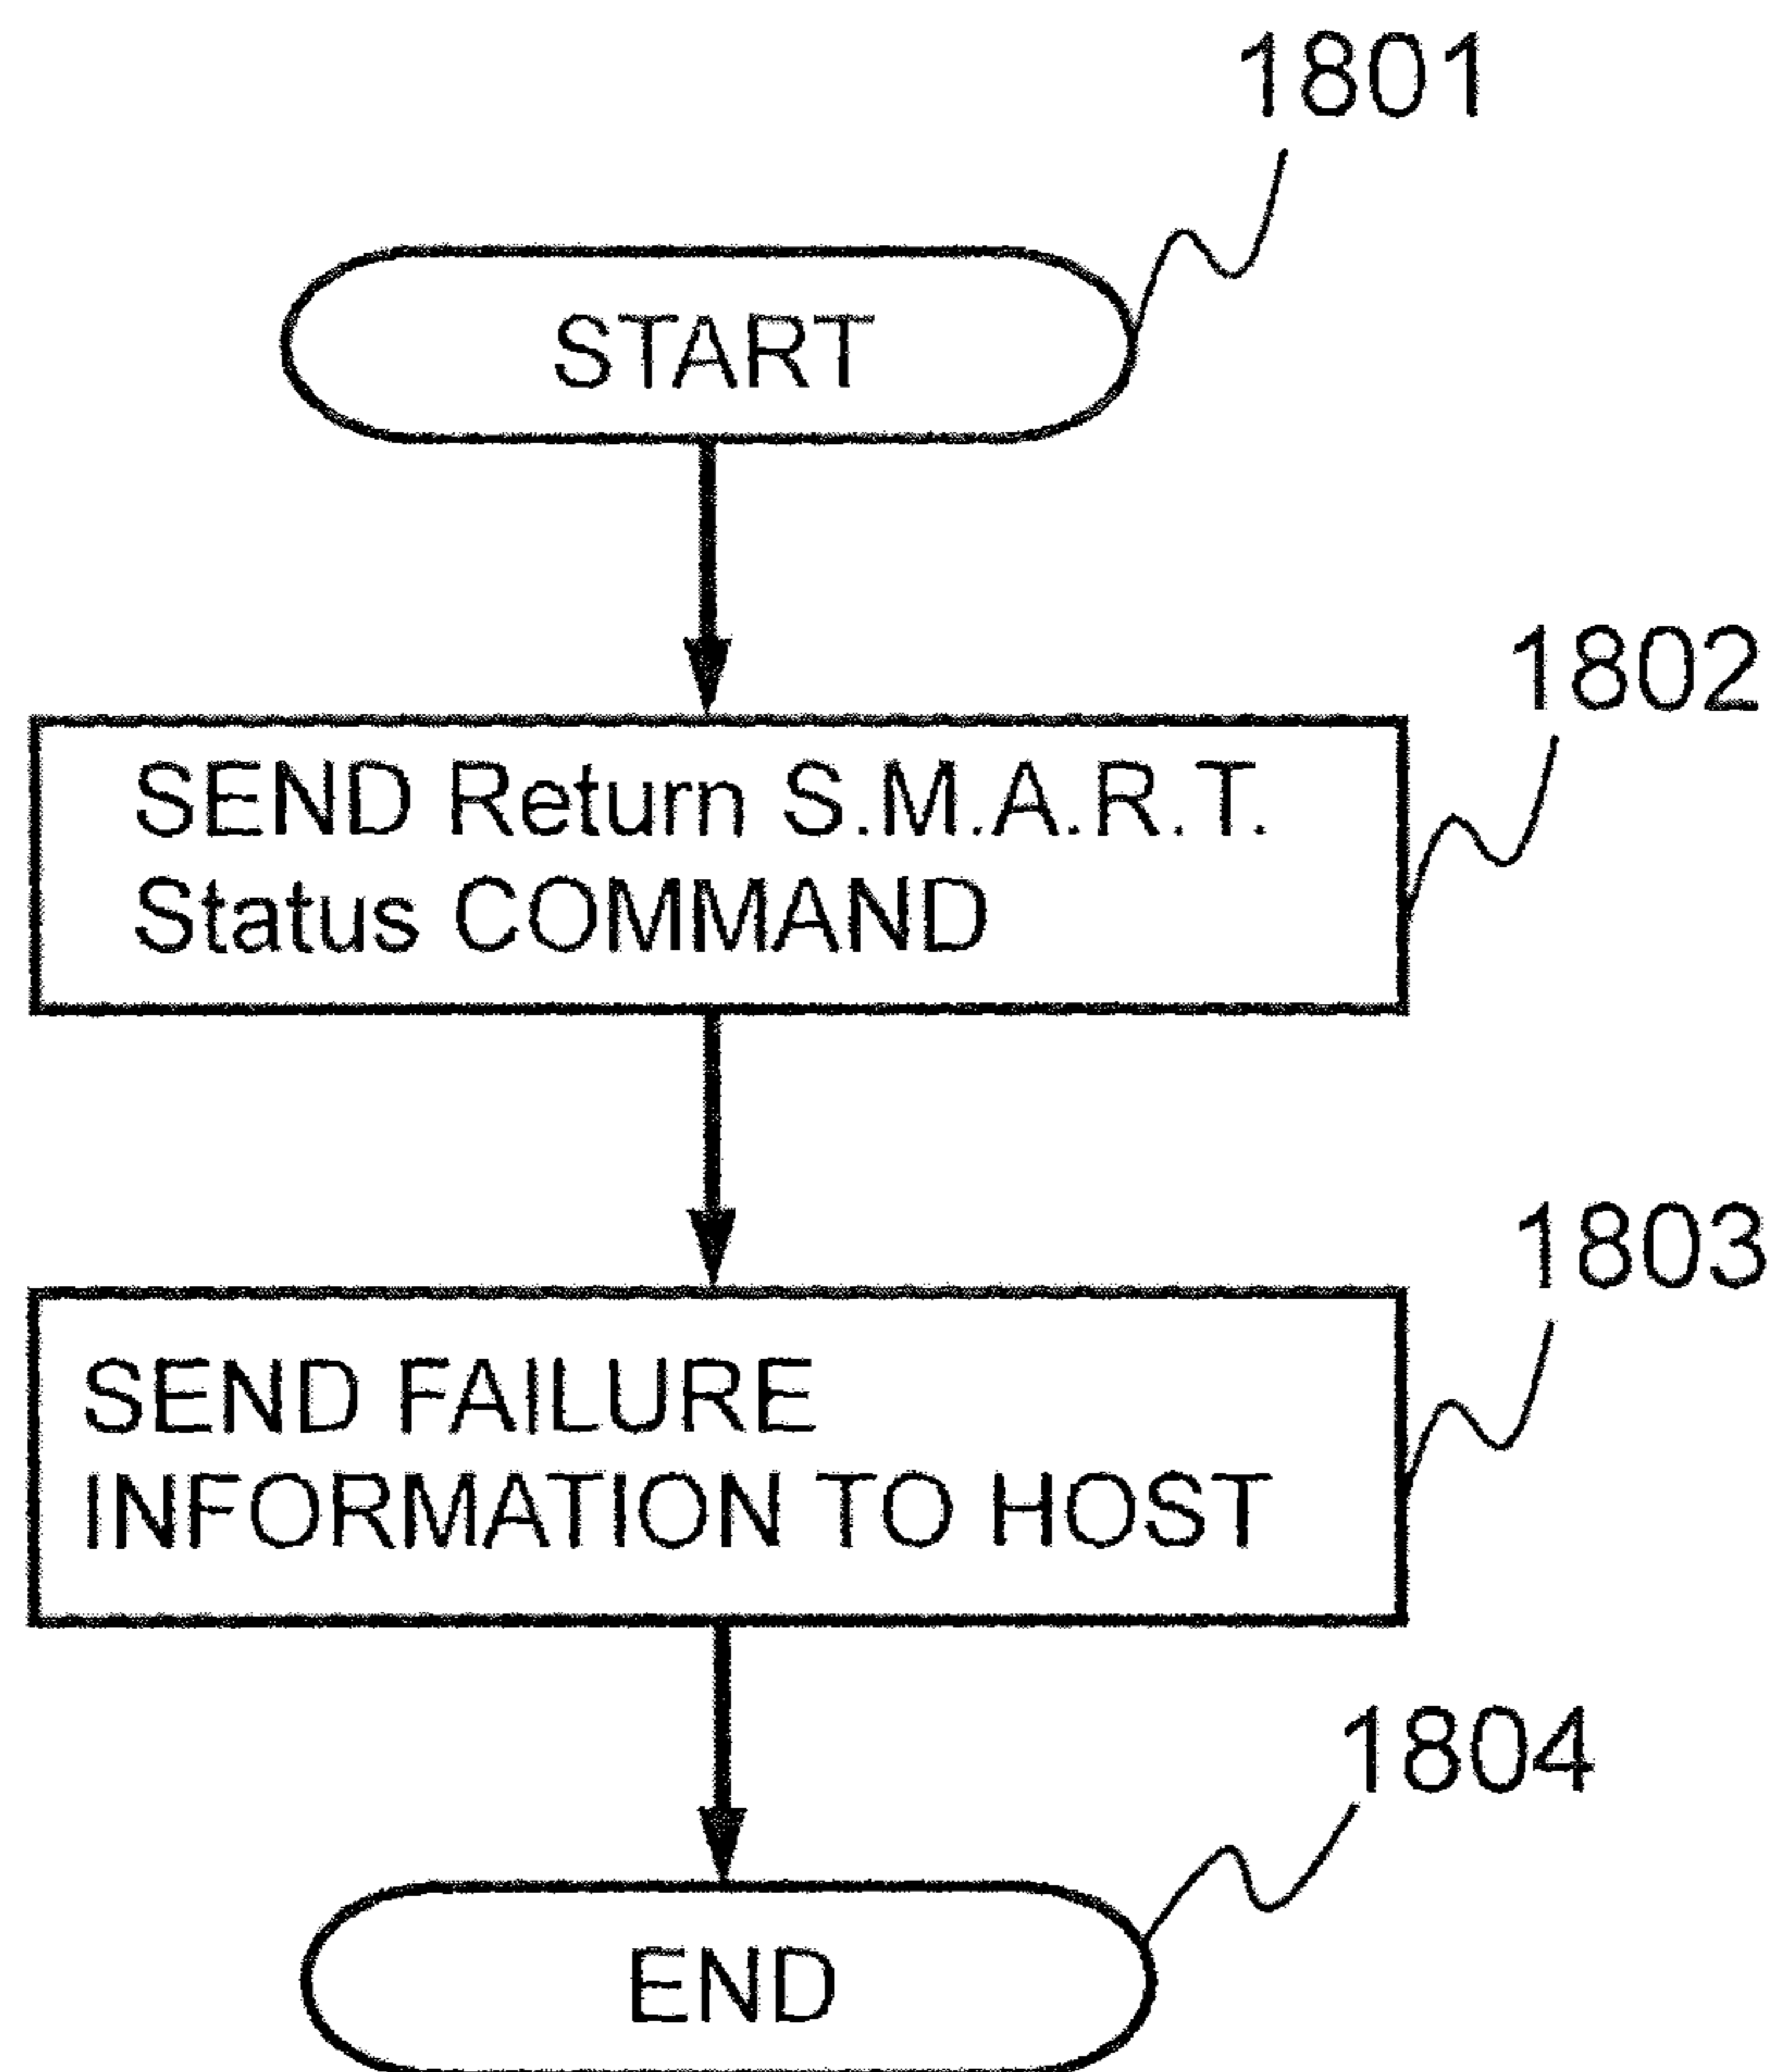 1801
START
1802
SEND Return S.M.A.R.T.
Status COMMAND
1803
SEND FAILURE
INFORMATION TO HOST
1804
END